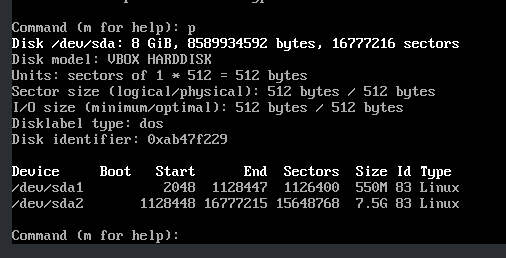 Command (m for help): p
Disk /dev/sda: 8 GiB, 8589934592 bytes, 16777216 sectors
Disk model: VBOX HARDDISK
Units: sectors of 1 * 512 = 512 bytes
Sector size (logical/physical): 512 bytes / 512 bytes
I/O size (minimum/optimal): 512 bytes / 512 bytes
Disklabel type: dos
Disk identifier: 0xab47f229
Device     Boot   Start      End  Sectors  Size Id Type
/dev/sda1          2048  1128447  1126400  550M 83 Linux
/dev/sda2       1128448 16777215 15648768  7.5G 83 Linux
Command (m for help):